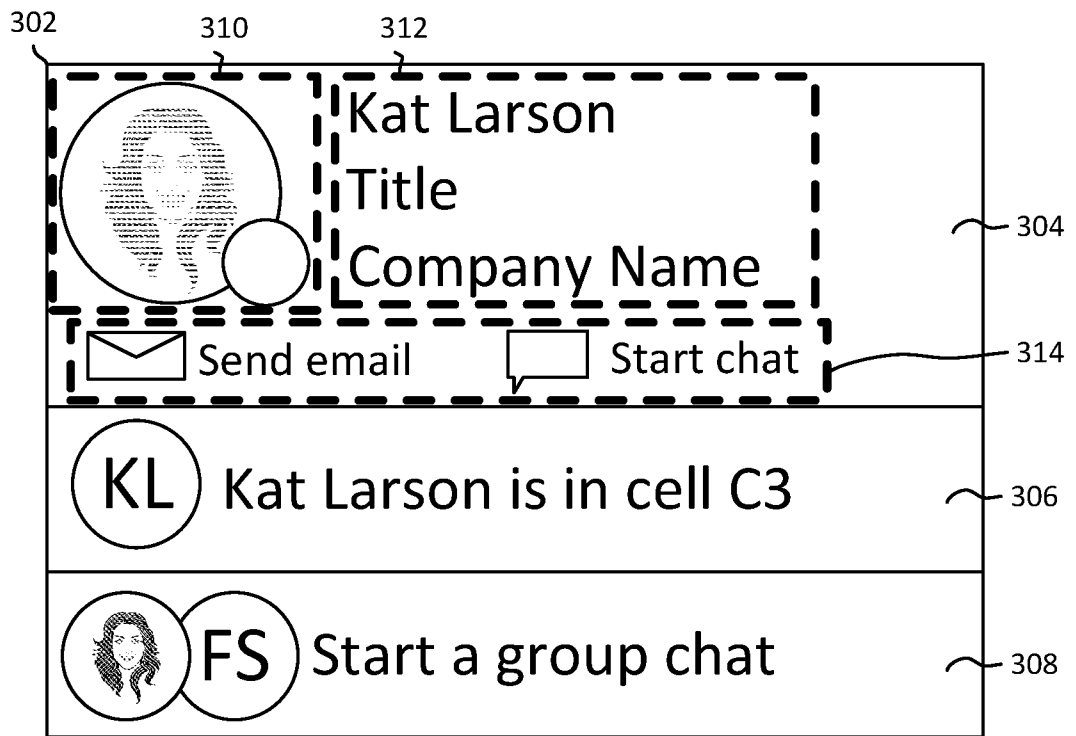 302
310
312
Kat Larson
Title
Company Name
304
Send email
Start chat
314
KL
Kat Larson is in cell C3
306
FS
Start a group chat
308